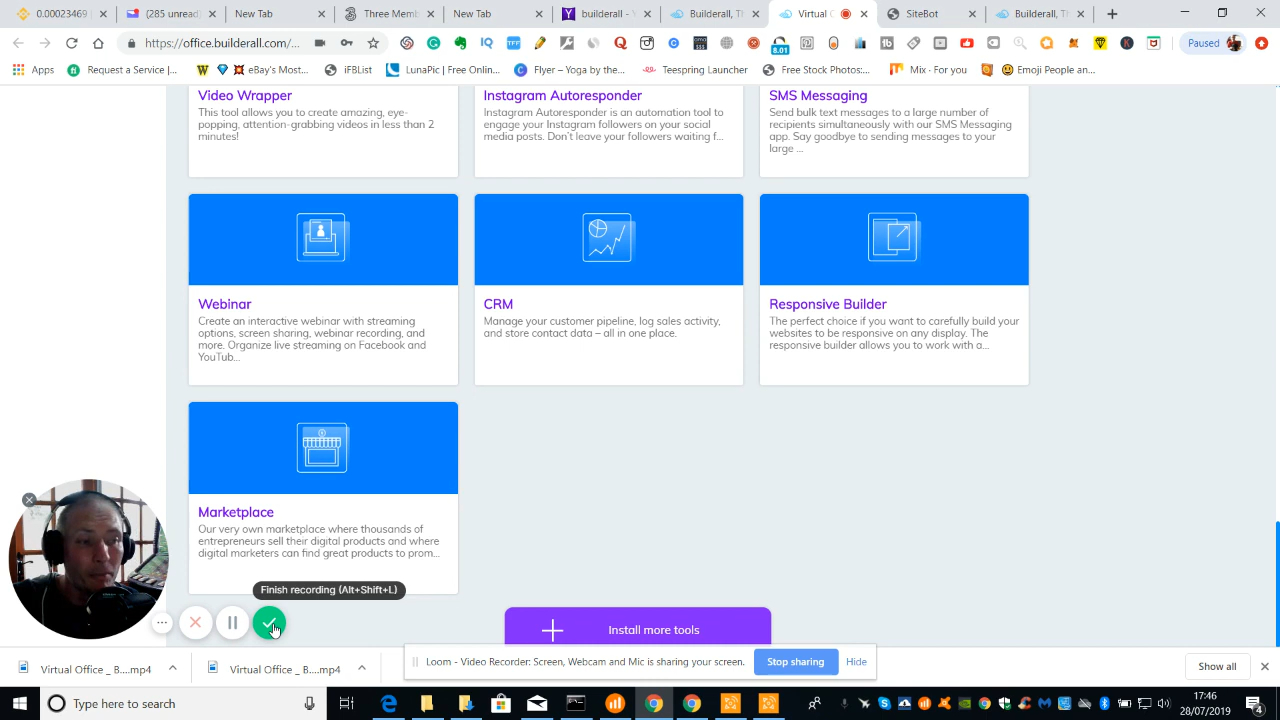 0.00023469 | Bina
(285 unread)
Marketplace
New Tab
builderall - Y
Builderall, Th
Virtual C
SiteBot
Builderall, Th
https://office.builderall.com/...
8.01
Paused
Apps
Request a Service |...
eBay's Most...
iFBList
LunaPic | Free Onlin...
Flyer – Yoga by the...
Teespring Launcher
Free Stock Photos:...
Mix · For you
Emoji People an...
Video Wrapper
This tool allows you to create amazing, eye-
popping, attention-grabbing videos in less than 2
minutes!
Instagram Autoresponder
Instagram Autoresponder is an automation tool to
engage your Instagram followers on your social
media posts. Don't leave your followers waiting f...
SMS Messaging
Send bulk text messages to a large number of
recipients simultaneously with our SMS Messaging
app. Say goodbye to sending messages to your
large ...
Webinar
Create an interactive webinar with streaming
options, screen sharing, webinar recording, and
more. Organize live streaming on Facebook and
YouTub...
CRM
Manage your customer pipeline, log sales activity,
and store contact data – all in one place.
Responsive Builder
The perfect choice if you want to carefully build your
websites to be responsive on any display. The
responsive builder allows you to work with a...
Marketplace
Our very own marketplace where thousands of
entrepreneurs sell their digital products and where
digital marketers can find great products to prom...
Finish recording (Alt+Shift+L)
Install more tools
Loom - Video Recorder: Screen, Webcam and Mic is sharing your screen.
Stop sharing
Hide
Virtual Office _ B....mp4
Virtual Office _ B....mp4
Show all
Type here to search
17:46
28/07/2019
4